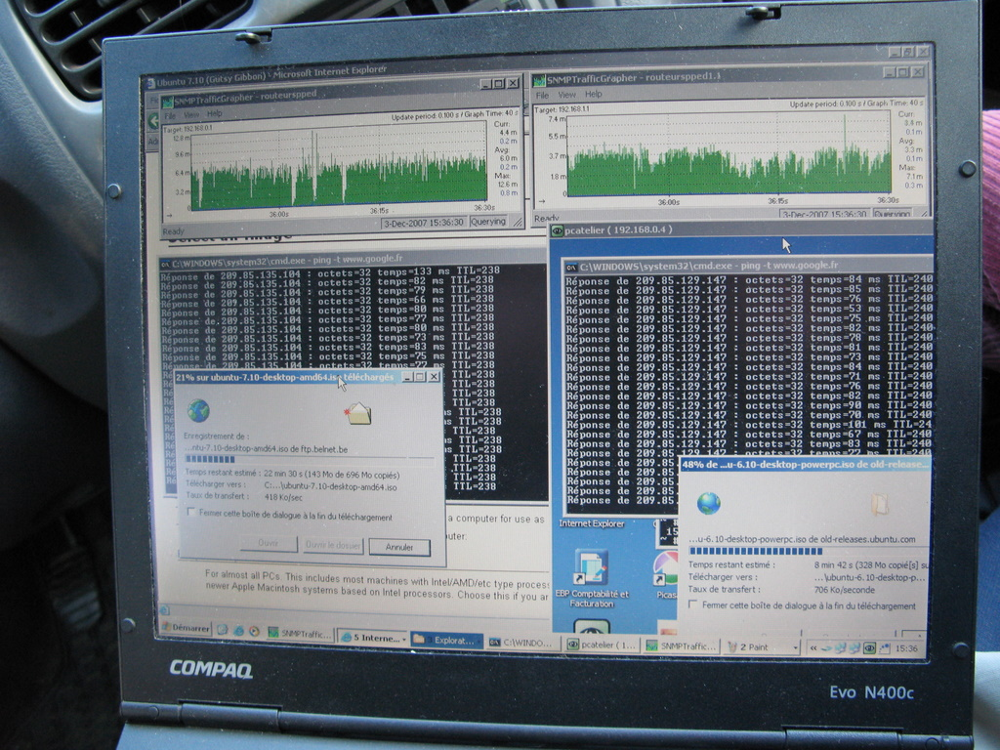 Ubuntu 7.10 (Gutsy Gibbon) - Microsoft Internet Explorer
SNMPTrafficGrapher - routeurspped
File View Help
Update period: 0.100 s / Graph Time: 40 s
Target: 192.168.0.1
12.8 m
9.6 m
6.4 m
3.2 m
36:00s
36:15s
36:30s
Curr:
4.4 m
0.2 m
Avg:
6.0 m
0.2 m
Max:
12.6 m
0.8 m
3-Dec-2007 15:36:30
Querying
Ready
SNMPTrafficGrapher - routeurspped1.1
File View Help
Update period: 0.100 s / Graph Time: 40 s
Target: 192.168.1.1
7.4 m
5.5 m
3.7 m
1.8 m
36:00s
36:15s
36:30s
Curr:
3.4 m
0.1 m
Avg:
3.3 m
0.1 m
Max:
7.1 m
0.3 m
3-Dec-2007 15:36:30
Querying
Ready
C:\WINDOWS\system32\cmd.exe - ping -t www.google.fr
Réponse de 209.85.135.104 : octets=32 temps=133 ms TTL=238
Réponse de 209.85.135.104 : octets=32 temps=82 ms TTL=238
Réponse de 209.85.135.104 : octets=32 temps=79 ms TTL=238
Réponse de 209.85.135.104 : octets=32 temps=66 ms TTL=238
Réponse de 209.85.135.104 : octets=32 temps=80 ms TTL=238
Réponse de 209.85.135.104 : octets=32 temps=77 ms TTL=238
Réponse de 209.85.135.104 : octets=32 temps=80 ms TTL=238
Réponse de 209.85.135.104 : octets=32 temps=73 ms TTL=238
Réponse de 209.85.135.104 : octets=32 temps=83 ms TTL=238
Réponse de 209.85.135.104 : octets=32 temps=75 ms TTL=238
21% sur ubuntu-7.10-desktop-amd64.iso téléchargés
Enregistrement de :
...ntu-7.10-desktop-amd64.iso de ftp.belnet.be
Temps restant estimé : 22 min 30 s (143 Mo de 696 Mo copiés)
Télécharger vers : C:...\ubuntu-7.10-desktop-amd64.iso
Taux de transfert : 418 Ko/sec
Fermer cette boîte de dialogue à la fin du téléchargement
Ouvrir
Ouvrir le dossier
Annuler
a computer for use as
uter.
For almost all PCs. This includes most machines with Intel/AMD/etc type proces
newer Apple Macintosh systems based on Intel processors. Choose this if you ar
pcatelier ( 192.168.0.4 )
C:\WINDOWS\system32\cmd.exe - ping -t www.google.fr
Réponse de 209.85.129.147 : octets=32 temps=84 ms TTL=240
Réponse de 209.85.129.147 : octets=32 temps=85 ms TTL=240
Réponse de 209.85.129.147 : octets=32 temps=76 ms TTL=240
Réponse de 209.85.129.147 : octets=32 temps=53 ms TTL=240
Réponse de 209.85.129.147 : octets=32 temps=75 ms TTL=240
Réponse de 209.85.129.147 : octets=32 temps=82 ms TTL=240
Réponse de 209.85.129.147 : octets=32 temps=78 ms TTL=240
Réponse de 209.85.129.147 : octets=32 temps=81 ms TTL=240
Réponse de 209.85.129.147 : octets=32 temps=73 ms TTL=240
Réponse de 209.85.129.147 : octets=32 temps=84 ms TTL=240
Réponse de 209.85.129.147 : octets=32 temps=71 ms TTL=240
Réponse de 209.85.129.147 : octets=32 temps=76 ms TTL=240
Réponse de 209.85.129.147 : octets=32 temps=82 ms TTL=240
Réponse de 209.85.129.147 : octets=32 temps=90 ms TTL=240
Réponse de 209.85.129.147 : octets=32 temps=70 ms TTL=240
Réponse de 209.85.129.147 : octets=32 temps=101 ms TTL=24
Réponse de 209.85.129.147 : octets=32 temps=67 ms TTL=240
Réponse de 209.85.129.147 : octets=32 temps=83 ms TTL=240
48% de ...u-6.10-desktop-powerpc.iso de old-release...
...u-6.10-desktop-powerpc.iso de old-releases.ubuntu.com
Temps restant estimé : 8 min 42 s (328 Mo copié[s] su
Télécharger vers : ...\ubuntu-6.10-desktop-p...
Taux de transfert : 706 Ko/seconde
Fermer cette boîte de dialogue à la fin du téléchargement
Internet Explorer
EBP Comptabilité et
Facturation
Picas
Démarrer
SNMPTraffic...
5 Interne...
Explorat...
C:\WINDO...
pcatelier ( 1...
SNMPTraffic...
2 Paint
15:36
COMPAQ
Evo N400c